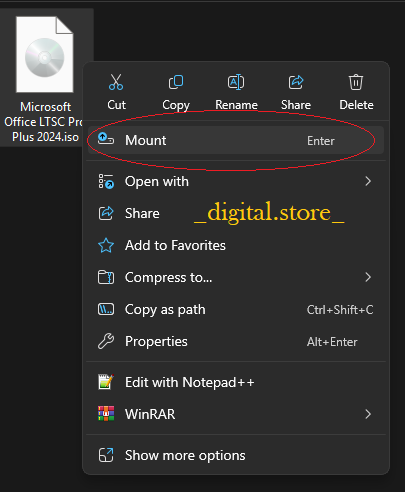 Microsoft
Office LTSC Pro
Plus 2024.iso
Cut
Copy
Rename
Share
Delete
Mount Enter
Open with
Share
_digital.store_
Add to Favorites
Compress to...
Copy as path Ctrl+Shift+C
Properties Alt+Enter
Edit with Notepad++
WinRAR
Show more options